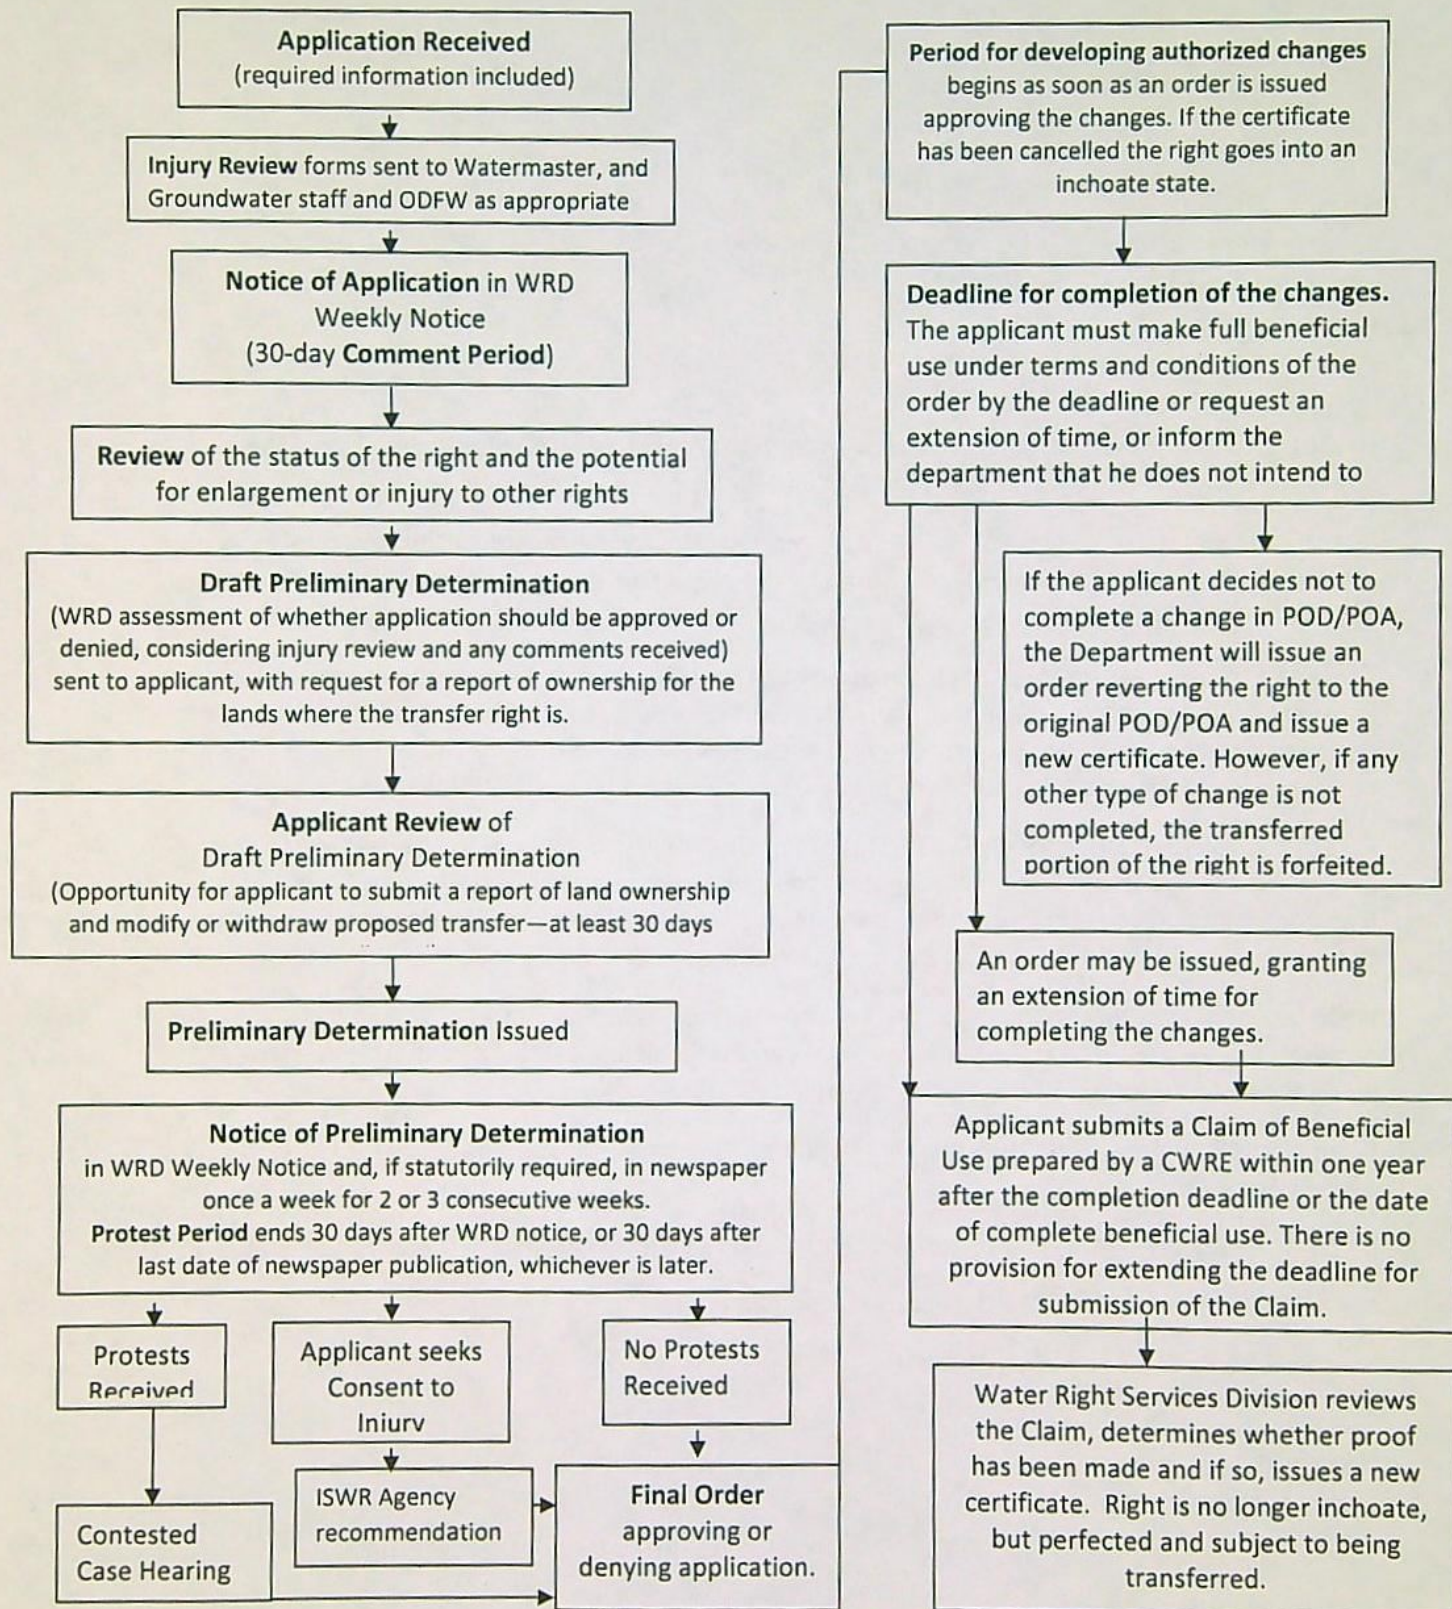 Application Received
(required information included)
Injury Review forms sent to Watermaster, and
Groundwater staff and ODFW as appropriate
Notice of Application in WRD
Weekly Notice
(30-day Comment Period)
Review of the status of the right and the potential
for enlargement or injury to other rights
Draft Preliminary Determination
(WRD assessment of whether application should be approved or
denied, considering injury review and any comments received)
sent to applicant, with request for a report of ownership for the
lands where the transfer right is.
Applicant Review of
Draft Preliminary Determination
(Opportunity for applicant to submit a report of land ownership
and modify or withdraw proposed transfer—at least 30 days
Preliminary Determination Issued
Notice of Preliminary Determination
in WRD Weekly Notice and, if statutorily required, in newspaper
once a week for 2 or 3 consecutive weeks.
Protest Period ends 30 days after WRD notice, or 30 days after
last date of newspaper publication, whichever is later.
Protests
Received
Applicant seeks
Consent to
Injury
No Protests
Received
Contested
Case Hearing
ISWR Agency
recommendation
Final Order
approving or
denying application.
Period for developing authorized changes
begins as soon as an order is issued
approving the changes. If the certificate
has been cancelled the right goes into an
inchoate state.
Deadline for completion of the changes.
The applicant must make full beneficial
use under terms and conditions of the
order by the deadline or request an
extension of time, or inform the
department that he does not intend to
If the applicant decides not to
complete a change in POD/POA,
the Department will issue an
order reverting the right to the
original POD/POA and issue a
new certificate. However, if any
other type of change is not
completed, the transferred
portion of the right is forfeited.
An order may be issued, granting
an extension of time for
completing the changes.
Applicant submits a Claim of Beneficial
Use prepared by a CWRE within one year
after the completion deadline or the date
of complete beneficial use. There is no
provision for extending the deadline for
submission of the Claim.
Water Right Services Division reviews
the Claim, determines whether proof
has been made and if so, issues a new
certificate. Right is no longer inchoate,
but perfected and subject to being
transferred.